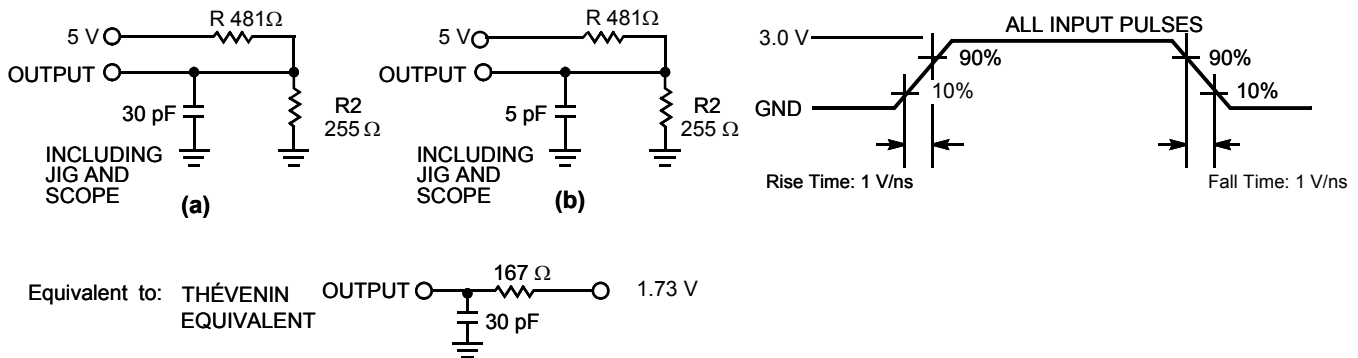 R 481Ω
5 V
OUTPUT
30 pF
R2
255 Ω
INCLUDING
JIG AND
SCOPE
(a)
R 481Ω
5 V
OUTPUT
5 pF
R2
255 Ω
INCLUDING
JIG AND
SCOPE
(b)
ALL INPUT PULSES
3.0 V
90%
10%
GND
90%
10%
Rise Time: 1 V/ns
Fall Time: 1 V/ns
Equivalent to: THÉVENIN
EQUIVALENT
OUTPUT
167 Ω
1.73 V
30 pF